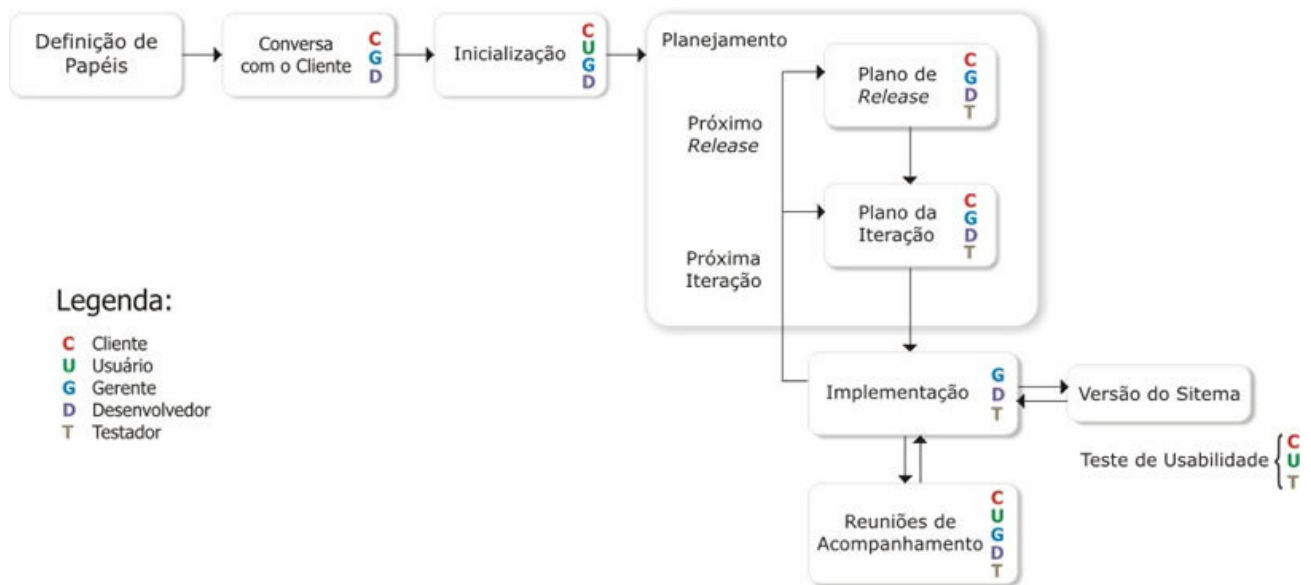 Definição de
Papéis
Conversa
com o Cliente
C
G
D
Inicialização
C
U
G
D
Planejamento
Plano de
Release
C
G
D
T
Próximo
Release
Plano da
Iteração
C
G
D
T
Próxima
Iteração
Legenda:
C Cliente
U Usuário
G Gerente
D Desenvolvedor
T Testador
Implementação
G
D
T
Versão do Sitema
Teste de Usabilidade
C
U
T
Reuniões de
Acompanhamento
C
U
G
D
T